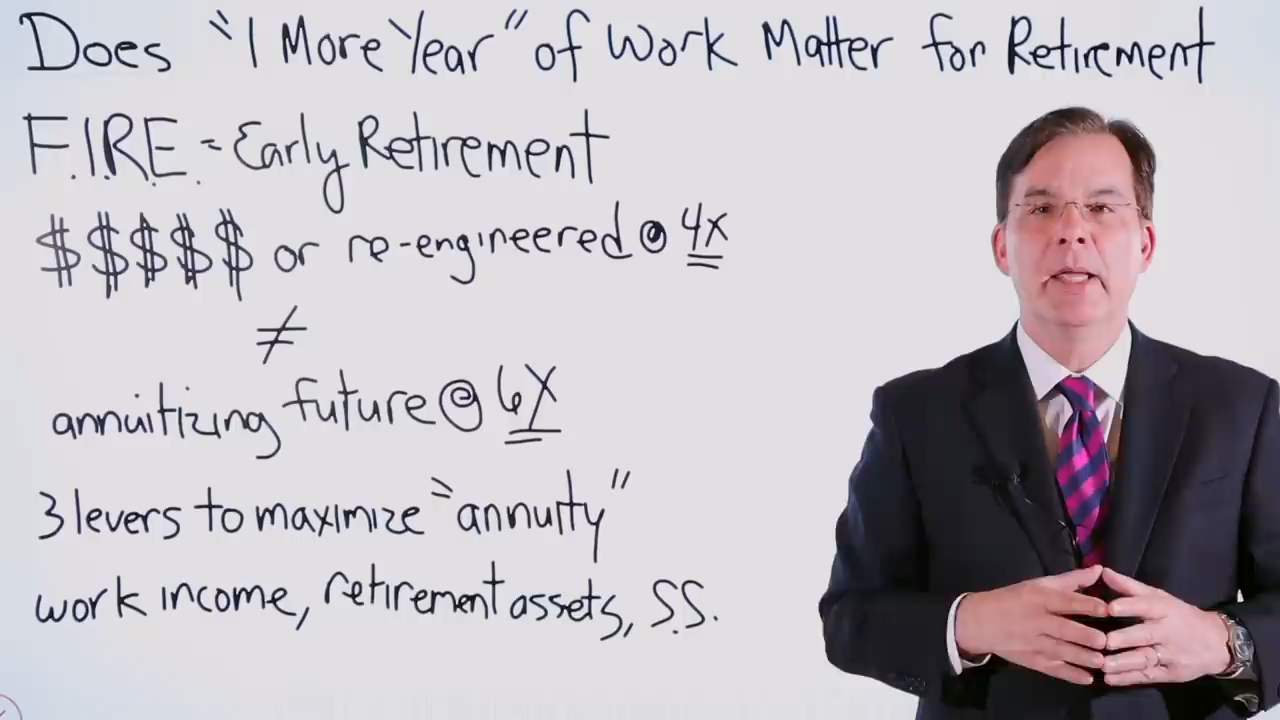 Does "1 More Year" of Work Matter for Retirement
F.I.R.E. = Early Retirement
$$$$$ or re-engineered @ 4X
≠
annuitizing future @ 6X
3 levers to maximize "annuity"
work income, retirement assets, S.S.